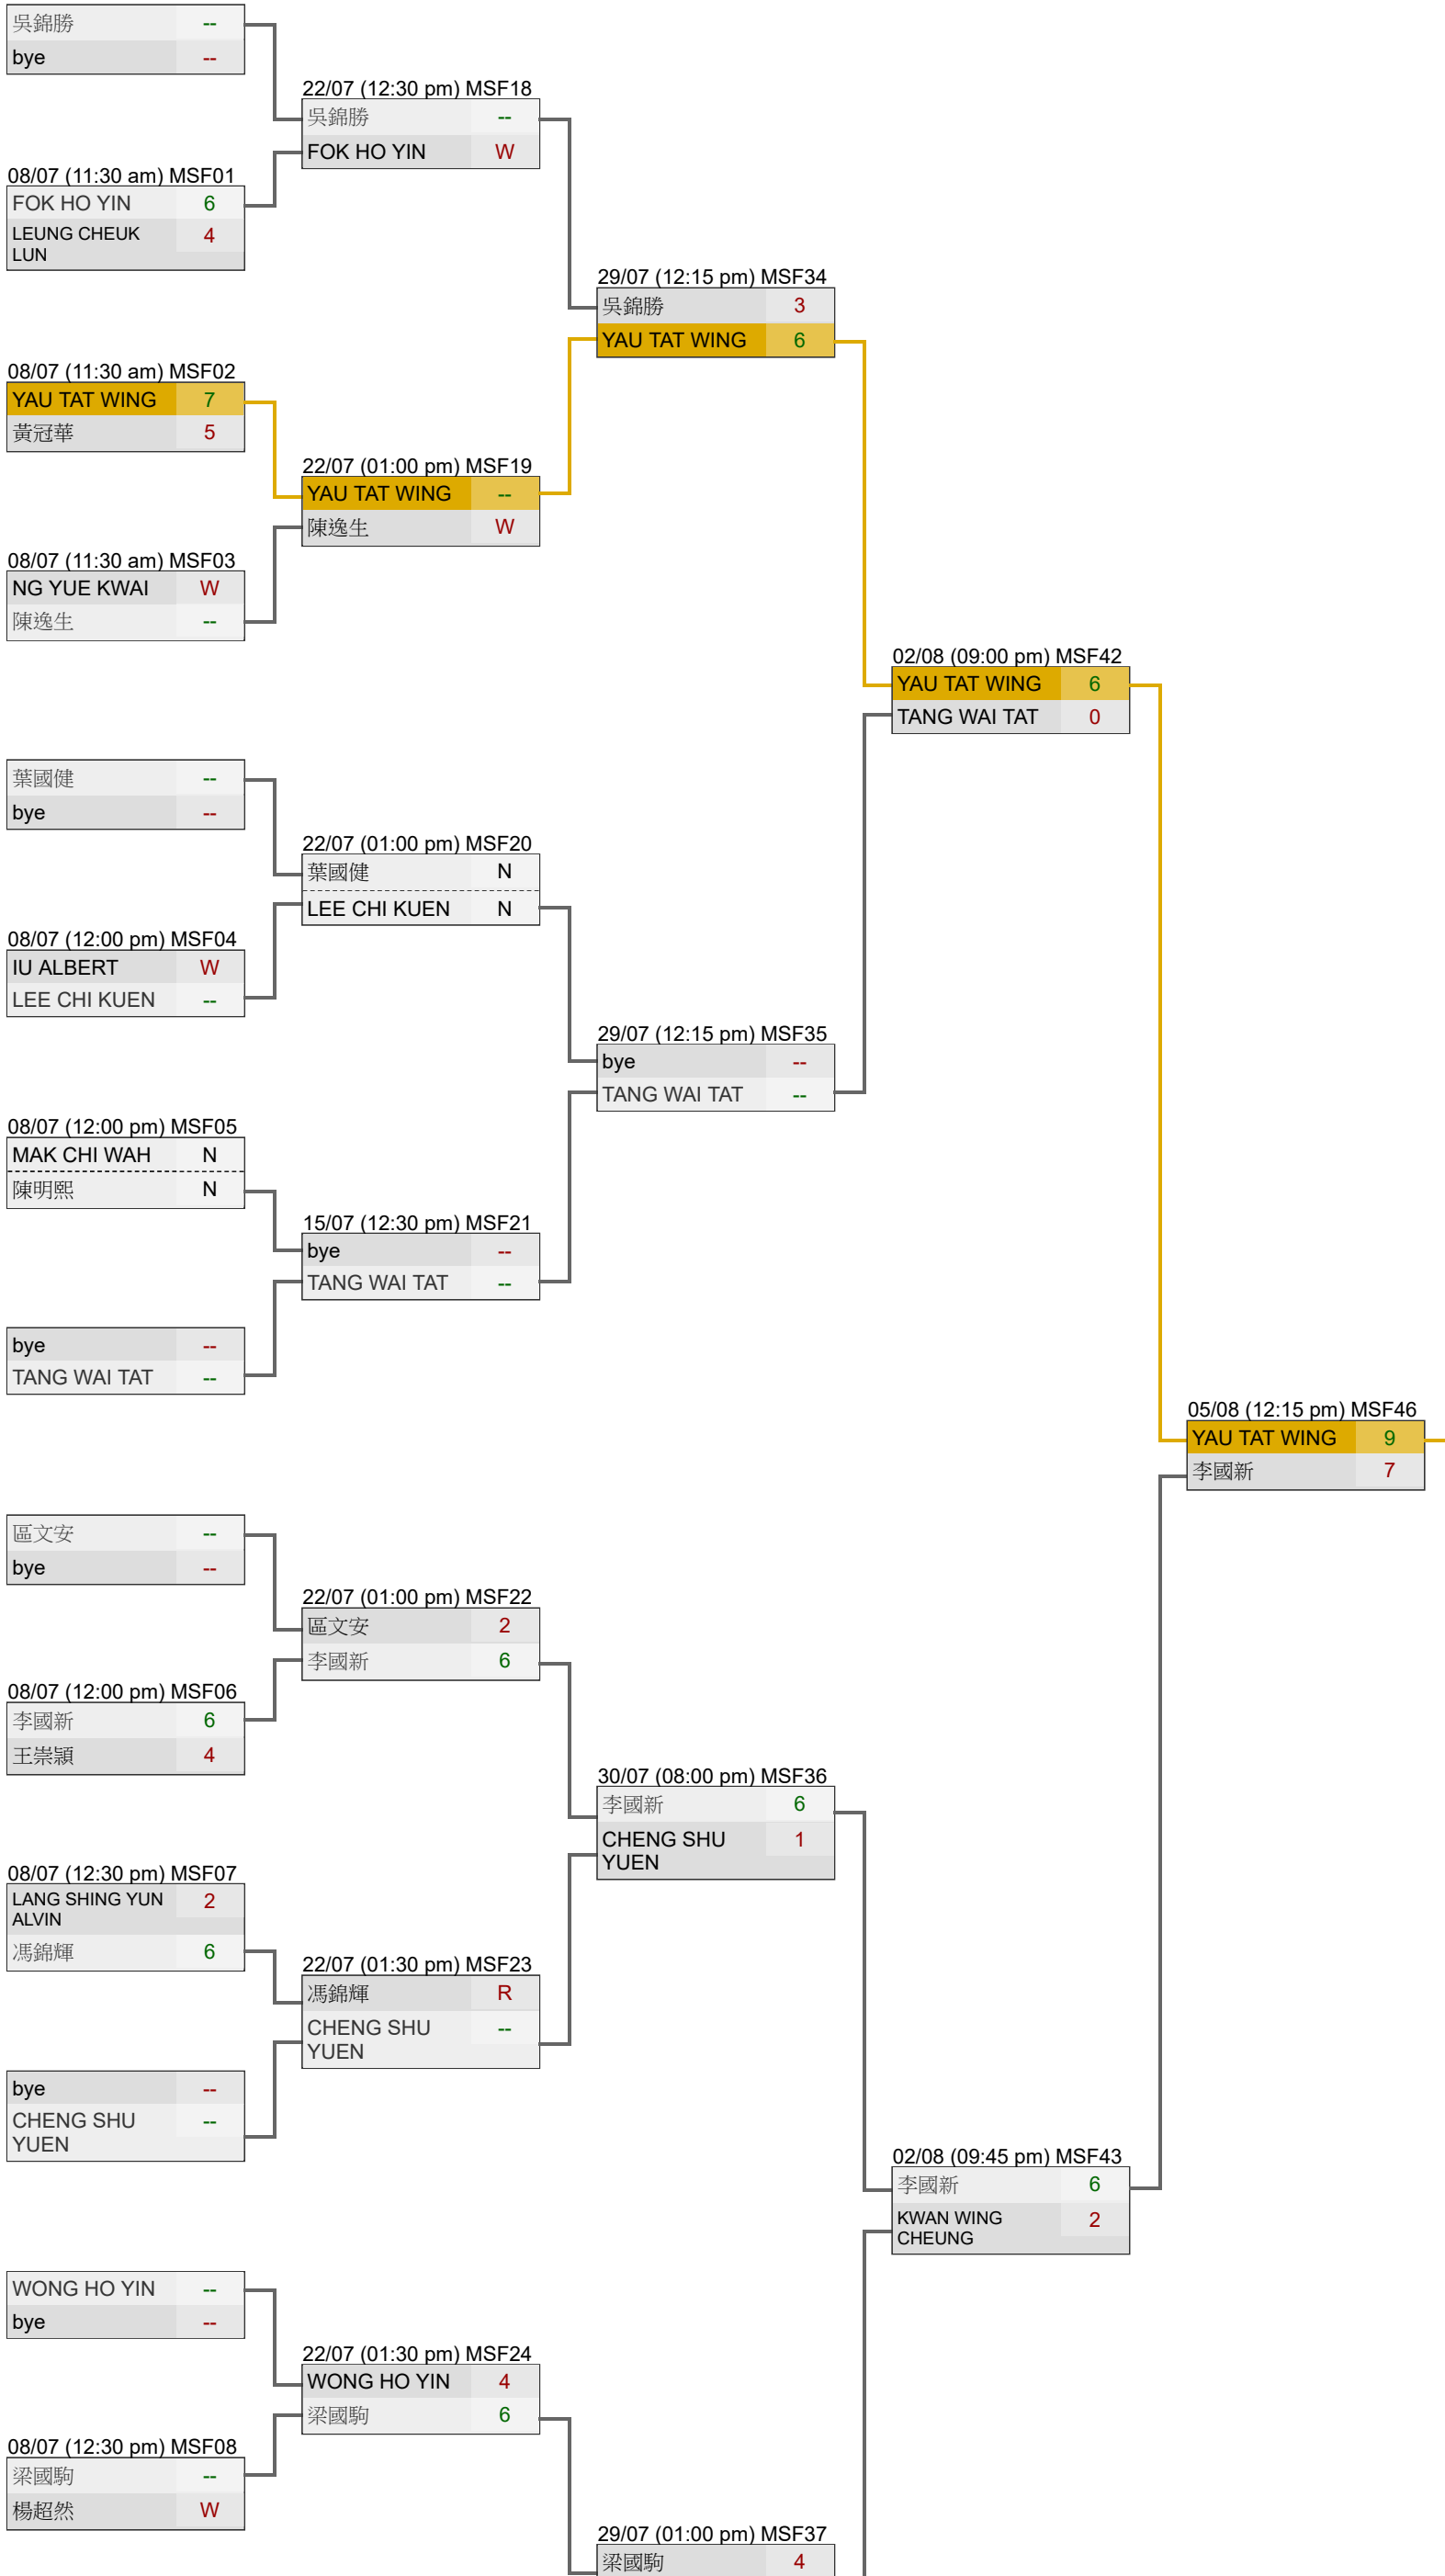 吳錦勝 --
bye --
22/07 (12:30 pm) MSF18
吳錦勝 --
FOK HO YIN W
08/07 (11:30 am) MSF01
FOK HO YIN 6
LEUNG CHEUK 4
LUN
29/07 (12:15 pm) MSF34
吳錦勝 3
YAU TAT WING 6
08/07 (11:30 am) MSF02
YAU TAT WING 7
黃冠華 5
22/07 (01:00 pm) MSF19
YAU TAT WING --
陳逸生 W
08/07 (11:30 am) MSF03
NG YUE KWAI W
陳逸生 --
02/08 (09:00 pm) MSF42
YAU TAT WING 6
TANG WAI TAT 0
葉國健 --
bye --
22/07 (01:00 pm) MSF20
葉國健 N
LEE CHI KUEN N
08/07 (12:00 pm) MSF04
IU ALBERT W
LEE CHI KUEN --
29/07 (12:15 pm) MSF35
bye --
TANG WAI TAT --
08/07 (12:00 pm) MSF05
MAK CHI WAH N
陳明熙 N
15/07 (12:30 pm) MSF21
bye --
TANG WAI TAT --
bye --
TANG WAI TAT --
05/08 (12:15 pm) MSF46
YAU TAT WING 9
李國新 7
區文安 --
bye --
22/07 (01:00 pm) MSF22
區文安 2
李國新 6
08/07 (12:00 pm) MSF06
李國新 6
王崇穎 4
30/07 (08:00 pm) MSF36
李國新 6
CHENG SHU 1
YUEN
08/07 (12:30 pm) MSF07
LANG SHING YUN 2
ALVIN
馮錦輝 6
22/07 (01:30 pm) MSF23
馮錦輝 R
CHENG SHU --
YUEN
bye --
CHENG SHU --
YUEN
02/08 (09:45 pm) MSF43
李國新 6
KWAN WING 2
CHEUNG
WONG HO YIN --
bye --
22/07 (01:30 pm) MSF24
WONG HO YIN 4
梁國駒 6
08/07 (12:30 pm) MSF08
梁國駒 --
楊超然 W
29/07 (01:00 pm) MSF37
梁國駒 4